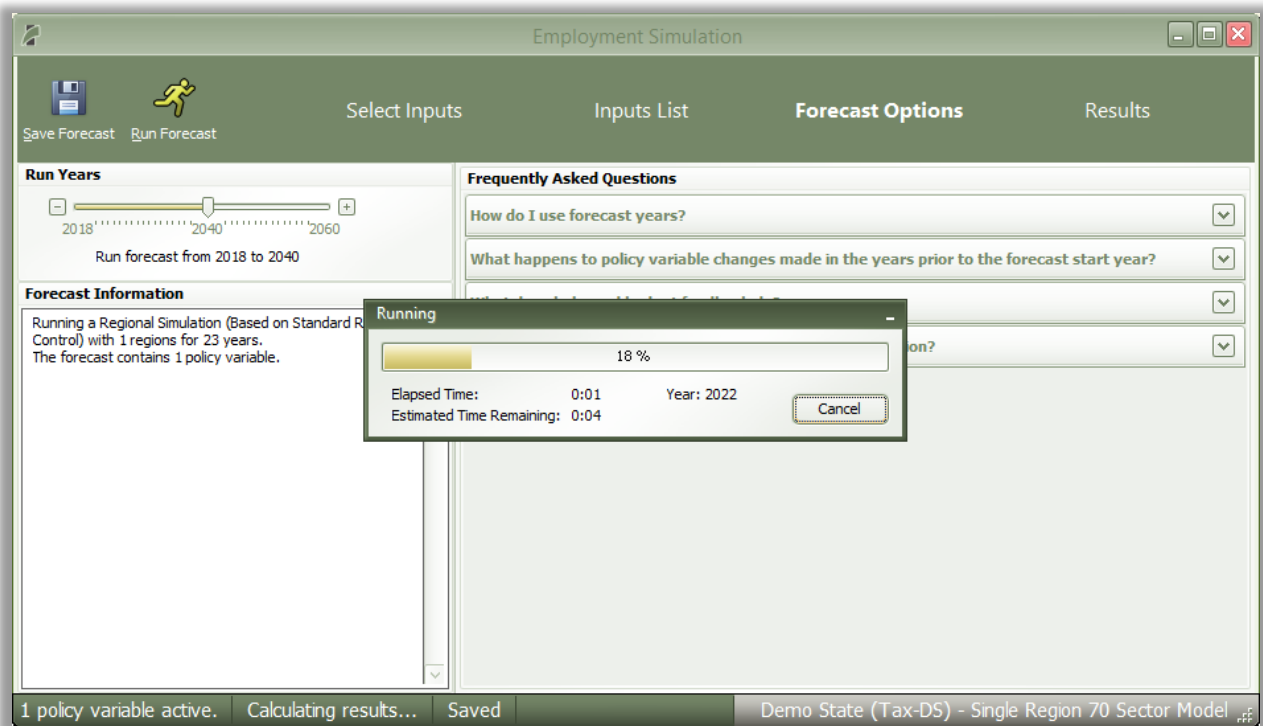 Employment Simulation
Save Forecast
Run Forecast
Select Inputs
Inputs List
Forecast Options
Results
Run Years
2018
2040
2060
Run forecast from 2018 to 2040
Forecast Information
Running a Regional Simulation (Based on Standard R
Control) with 1 regions for 23 years.
The forecast contains 1 policy variable.
Frequently Asked Questions
How do I use forecast years?
What happens to policy variable changes made in the years prior to the forecast start year?
ion?
Running
18 %
Elapsed Time: 0:01 Year: 2022
Estimated Time Remaining: 0:04
Cancel
1 policy variable active.
Calculating results...
Saved
Demo State (Tax-DS) - Single Region 70 Sector Model